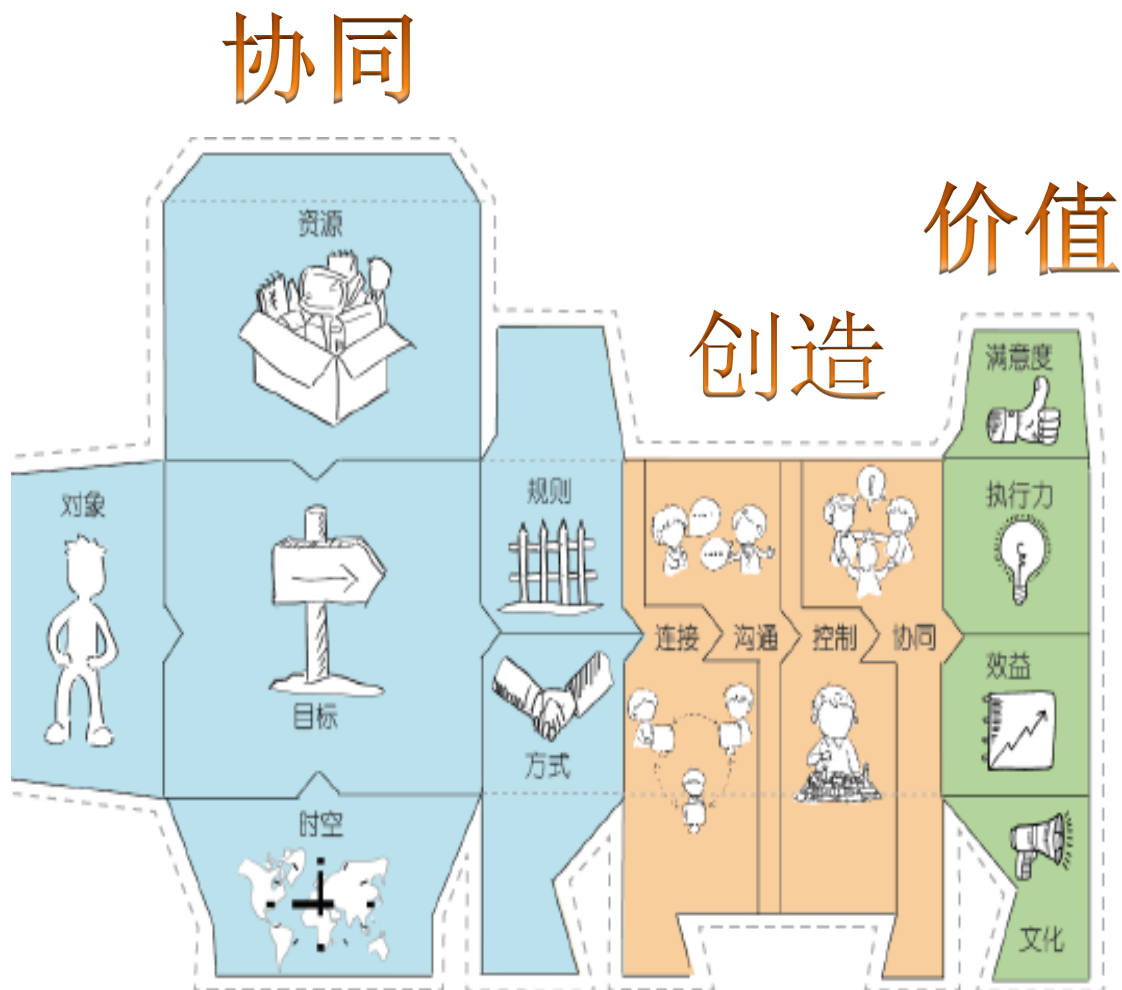 协同
价值
创造
资源
满意度
对象
规则
执行力
连接
沟通
控制
协同
效益
目标
方式
时空
文化